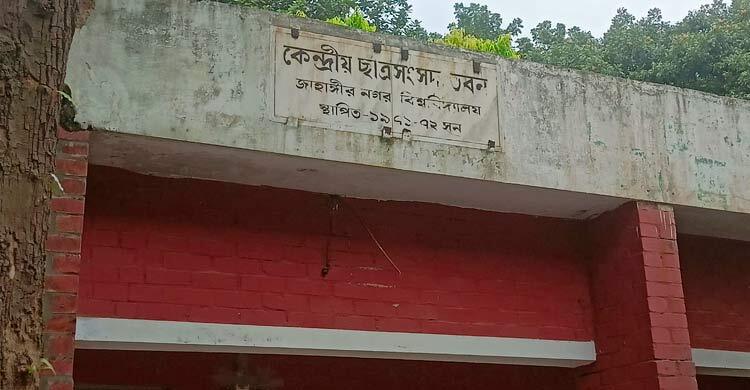 কেন্দ্রীয় ছাত্রসংসদ ভবন
জাহাঙ্গীর নগর বিশ্ববিদ্যালয়
স্থাপিত-১৯৭১-৭২ সন